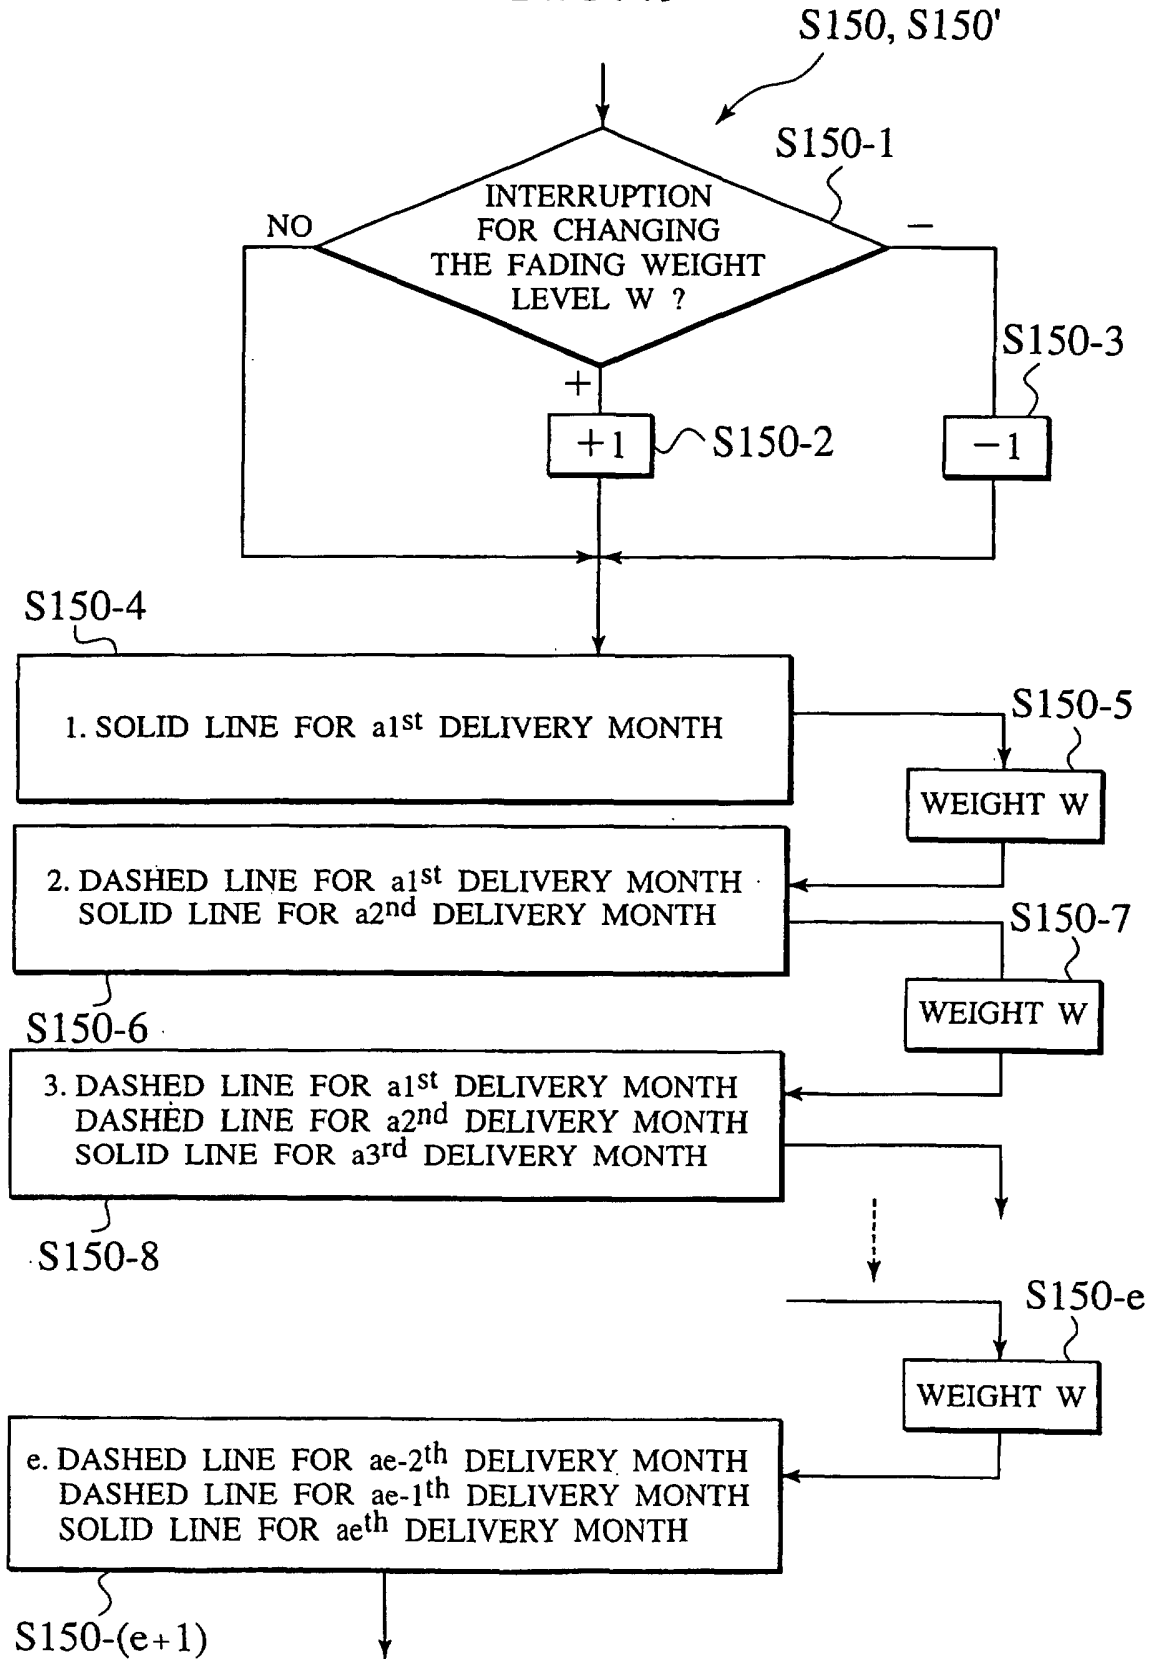 S150, S150'
S150-1
INTERRUPTION
FOR CHANGING
THE FADING WEIGHT
LEVEL W ?
NO
−
+
S150-3
+1
S150-2
−1
S150-4
1. SOLID LINE FOR a1st DELIVERY MONTH
S150-5
WEIGHT W
2. DASHED LINE FOR a1st DELIVERY MONTH
SOLID LINE FOR a2nd DELIVERY MONTH
S150-7
WEIGHT W
S150-6
3. DASHED LINE FOR a1st DELIVERY MONTH
DASHED LINE FOR a2nd DELIVERY MONTH
SOLID LINE FOR a3rd DELIVERY MONTH
S150-8
S150-e
WEIGHT W
e. DASHED LINE FOR ae-2th DELIVERY MONTH
DASHED LINE FOR ae-1th DELIVERY MONTH
SOLID LINE FOR aeth DELIVERY MONTH
S150-(e+1)